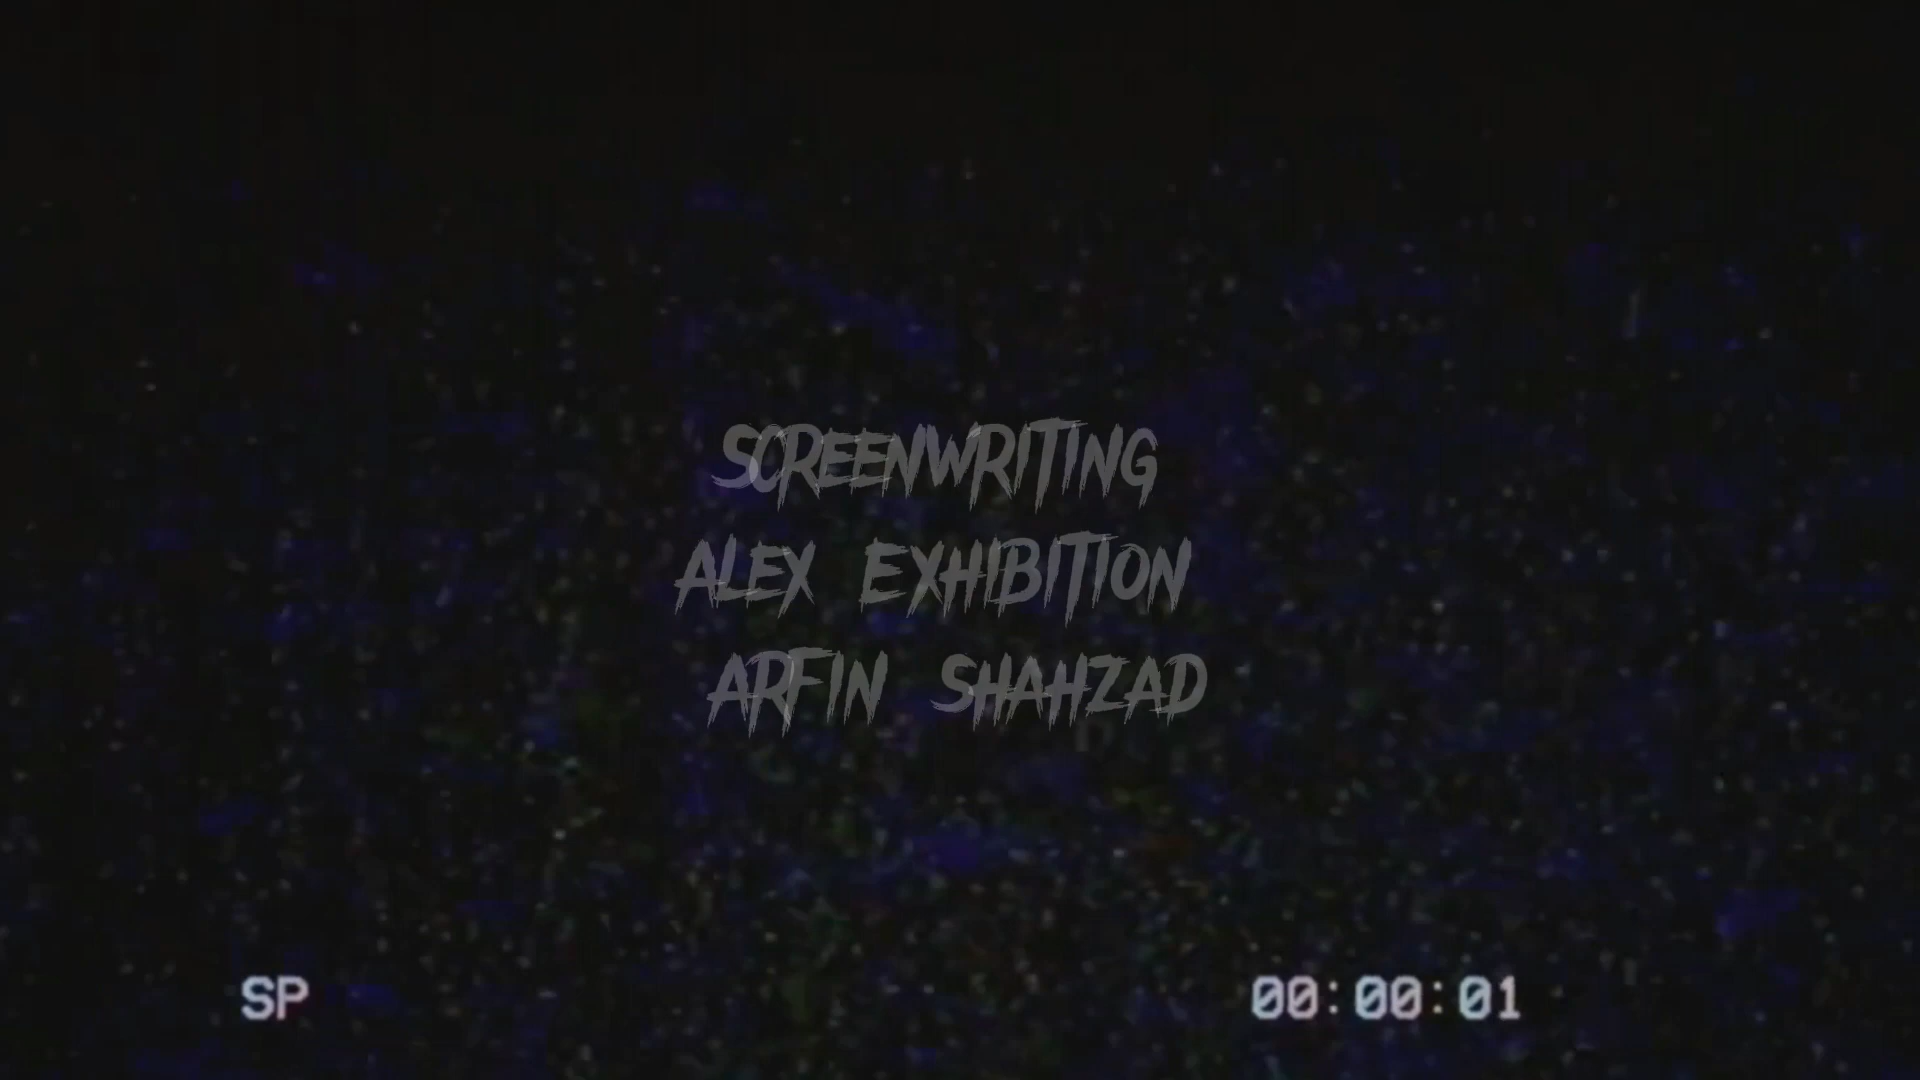 SCREENWRITING
ALEX EXHIBITION
ARFIN SHAHZAD
SP
00:00:01